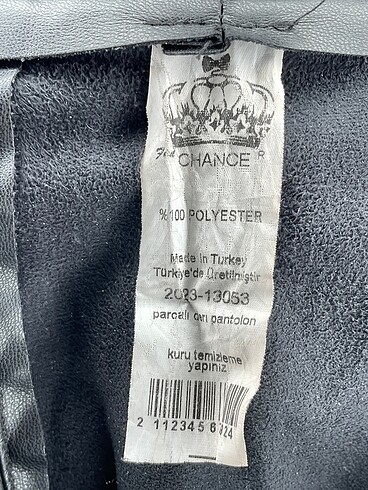 CHANCE ®
% 100 POLYESTER
Made in Turkey
Türkiye'de Üretilmiştir
2023-13053
parcalı deri pantolon
kuru temizleme
yapınız
2 112345 6